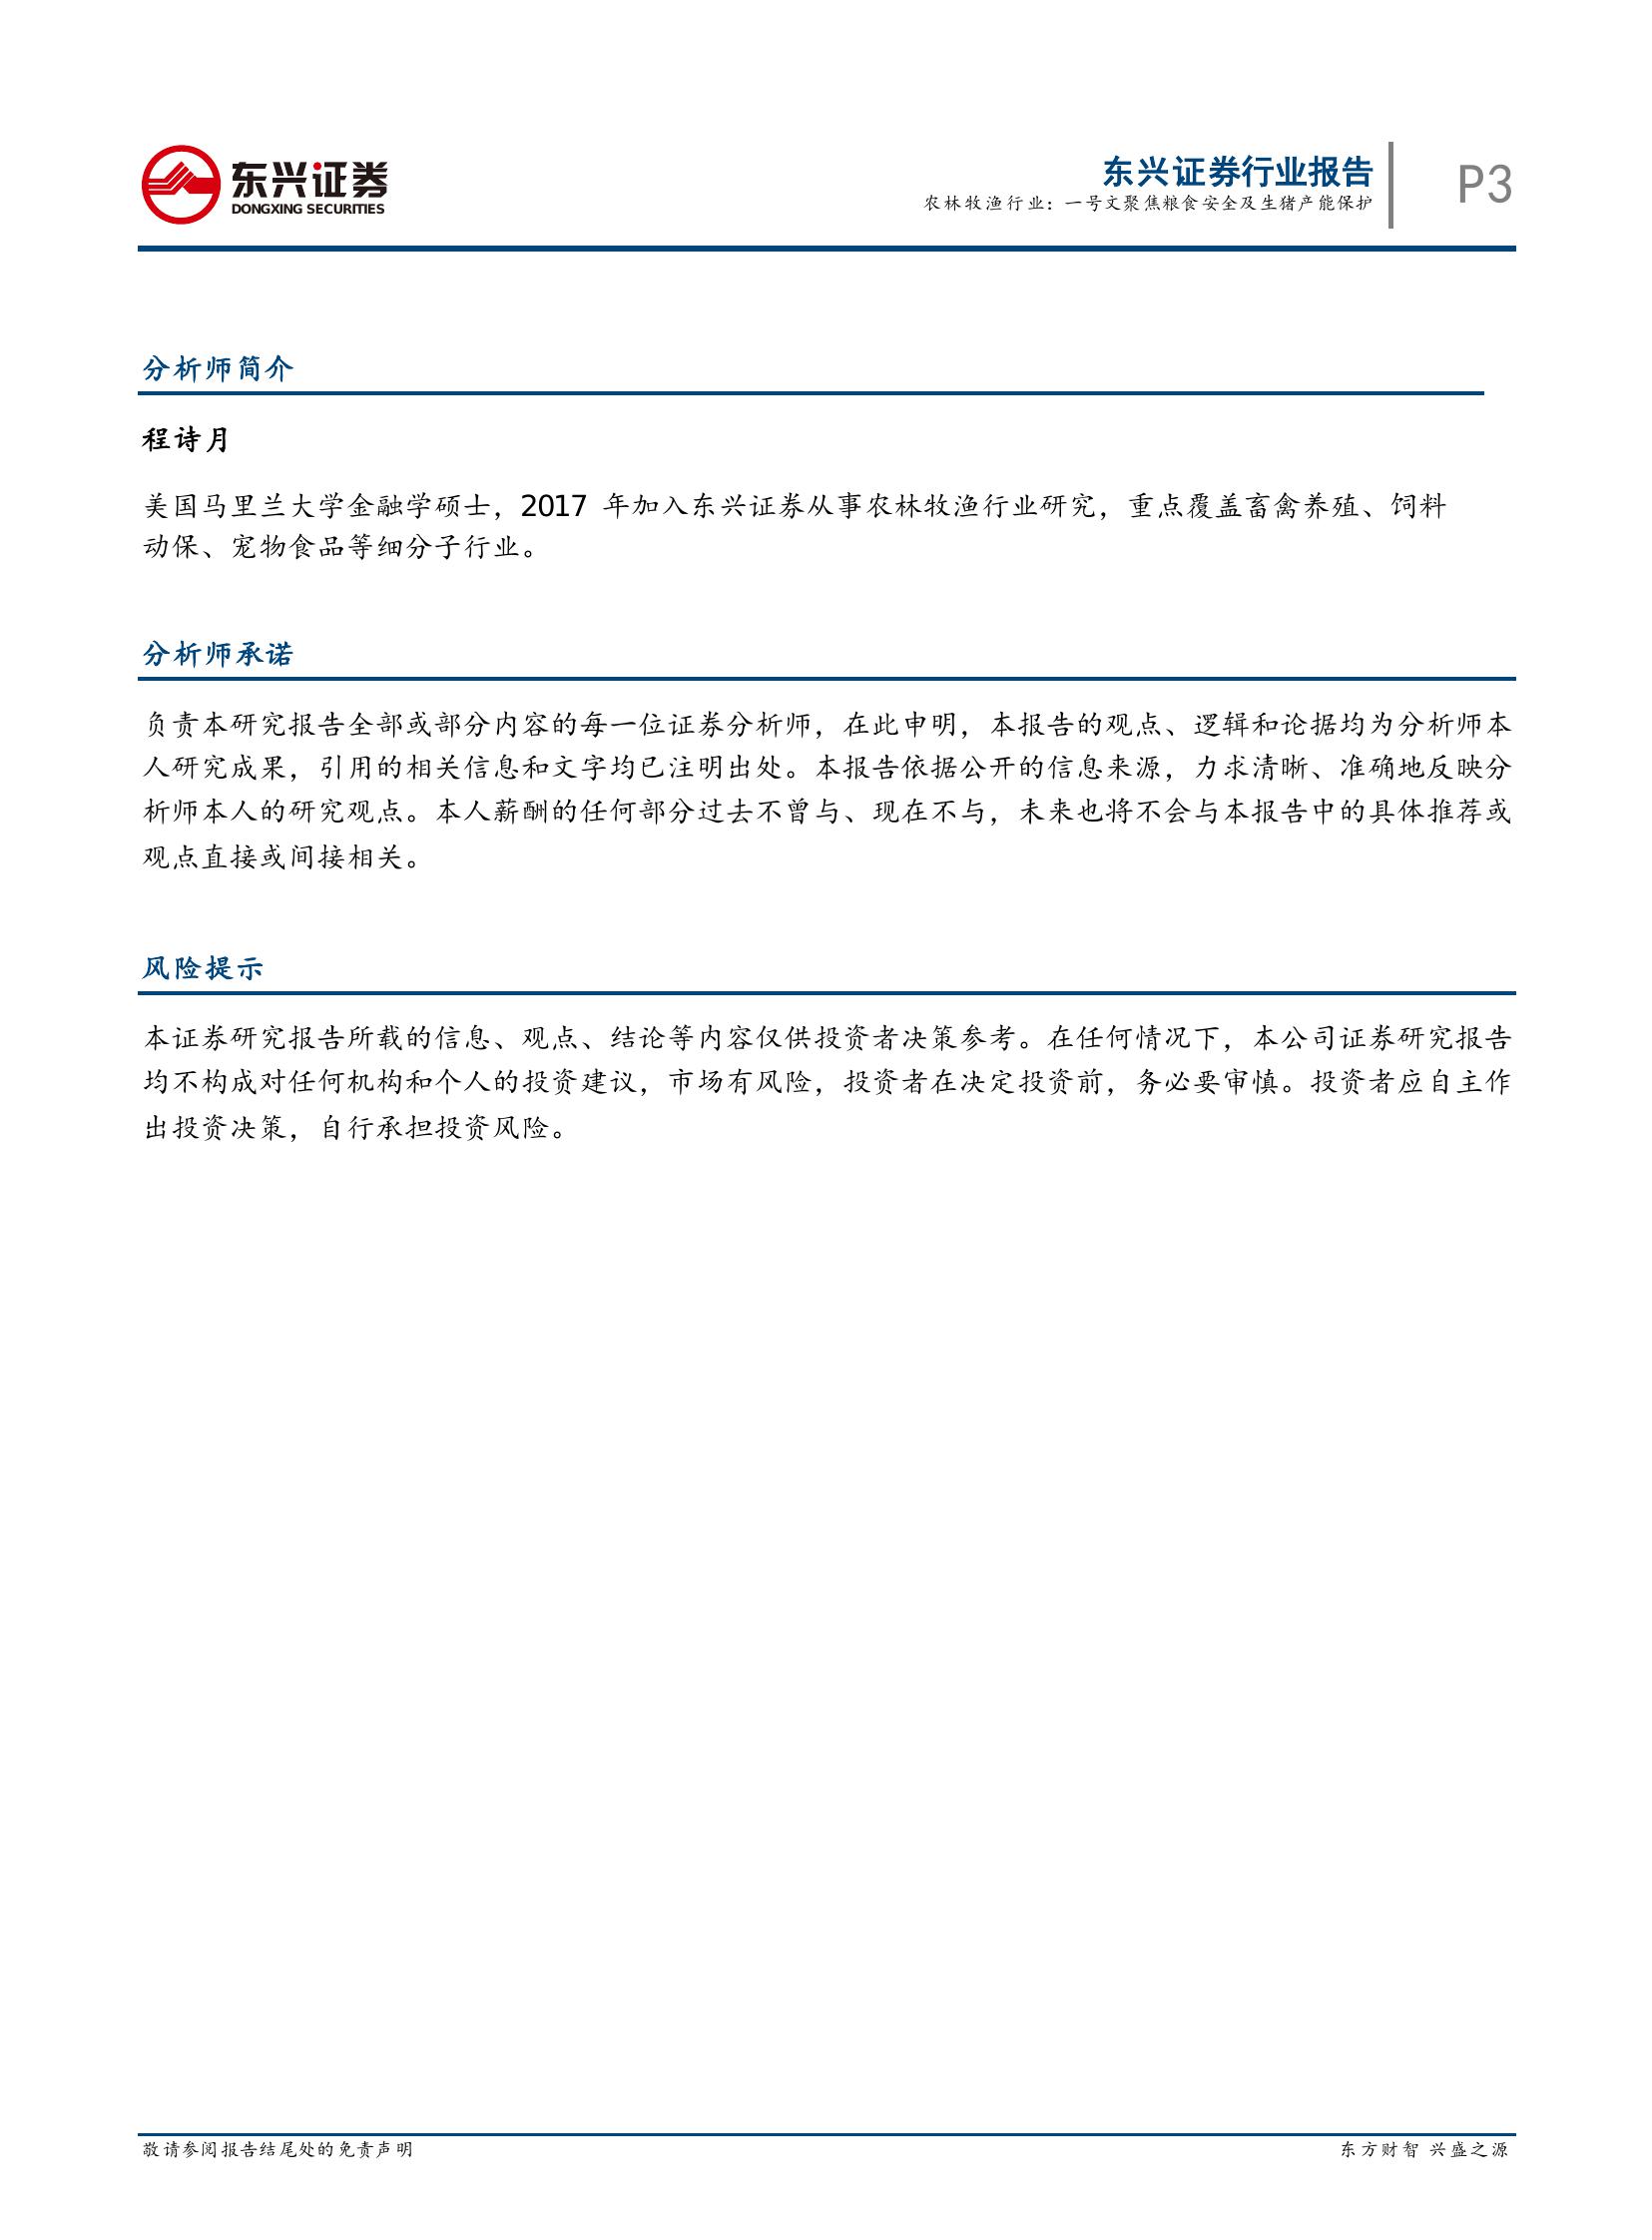 东兴证券
DONGXING SECURITIES
东兴证券行业报告
农林牧渔行业：一号文聚焦粮食安全及生猪产能保护
P3
分析师简介
程诗月
美国马里兰大学金融学硕士，2017 年加入东兴证券从事农林牧渔行业研究，重点覆盖畜禽养殖、饲料
动保、宠物食品等细分子行业。
分析师承诺
负责本研究报告全部或部分内容的每一位证券分析师，在此申明，本报告的观点、逻辑和论据均为分析师本
人研究成果，引用的相关信息和文字均已注明出处。本报告依据公开的信息来源，力求清晰、准确地反映分
析师本人的研究观点。本人薪酬的任何部分过去不曾与、现在不与，未来也将不会与本报告中的具体推荐或
观点直接或间接相关。
风险提示
本证券研究报告所载的信息、观点、结论等内容仅供投资者决策参考。在任何情况下，本公司证券研究报告
均不构成对任何机构和个人的投资建议，市场有风险，投资者在决定投资前，务必要审慎。投资者应自主作
出投资决策，自行承担投资风险。
敬请参阅报告结尾处的免责声明
东方财智 兴盛之源